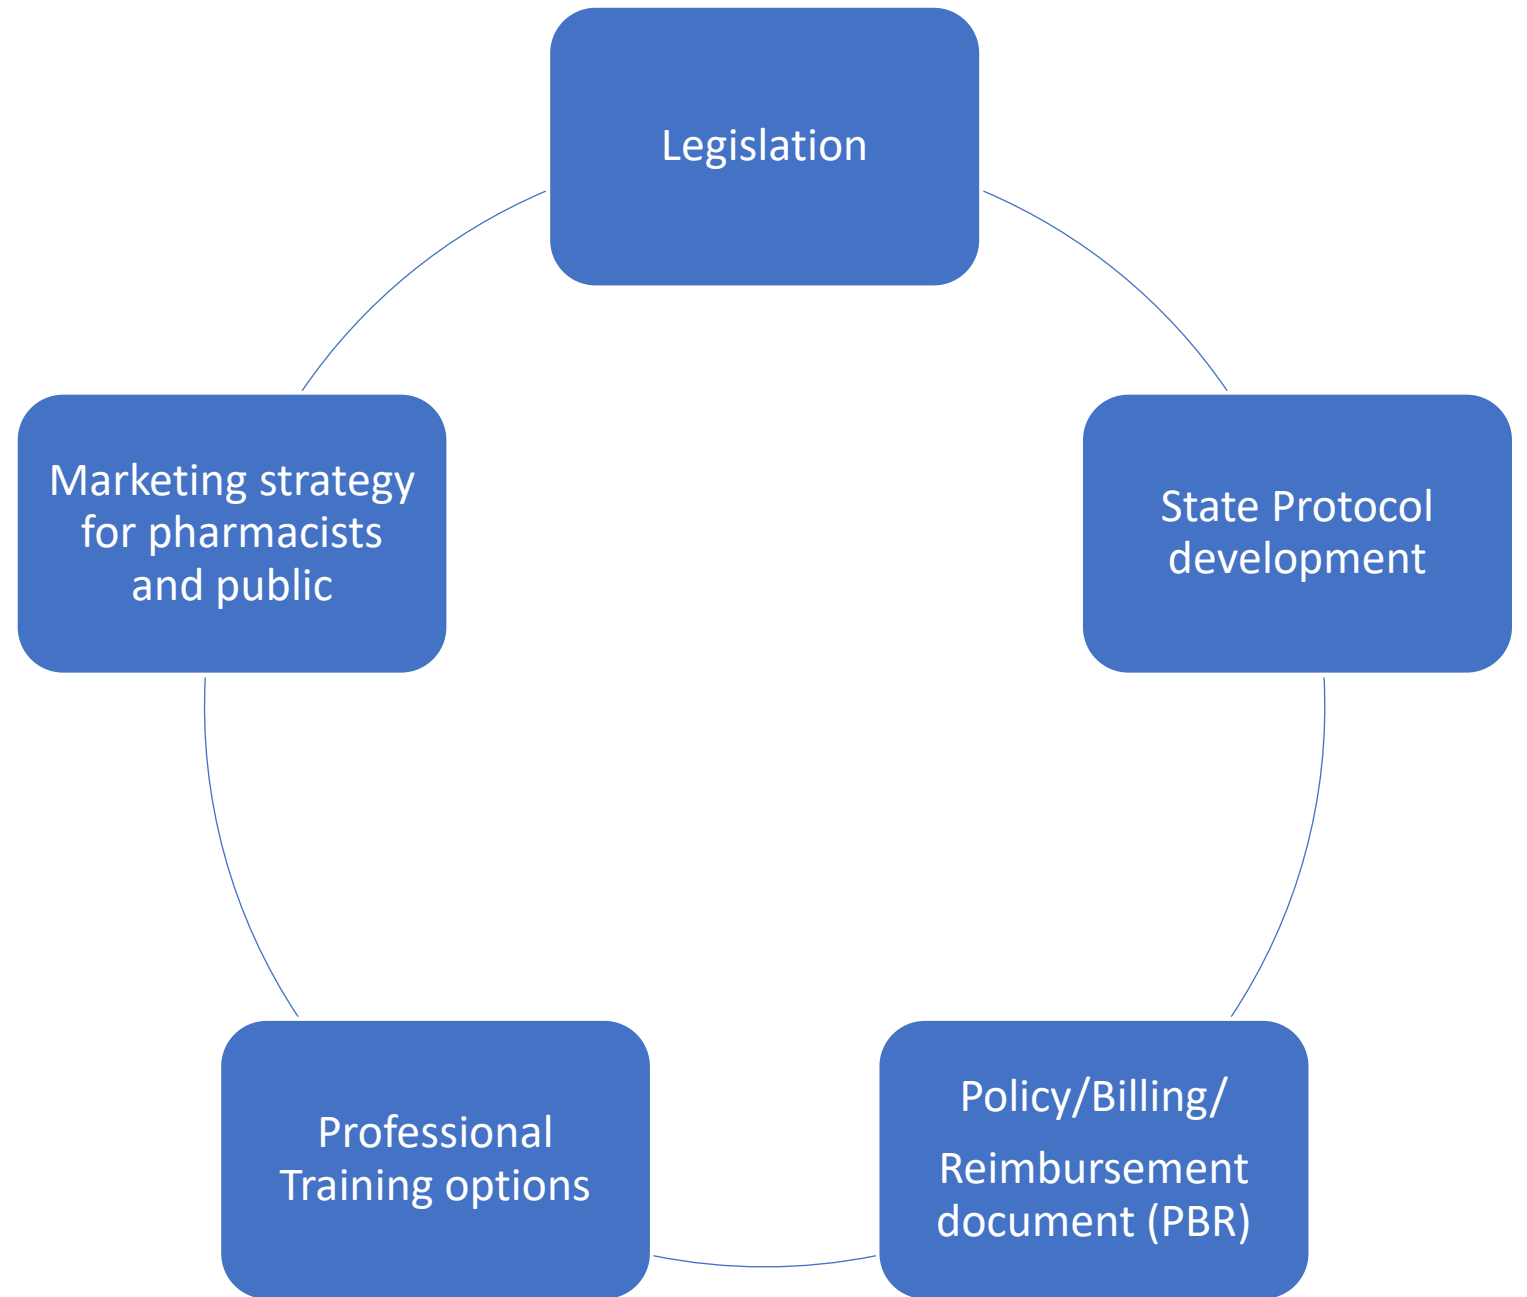 Legislation
State Protocol
development
Policy/Billing/
Reimbursement
document (PBR)
Professional
Training options
Marketing strategy
for pharmacists
and public